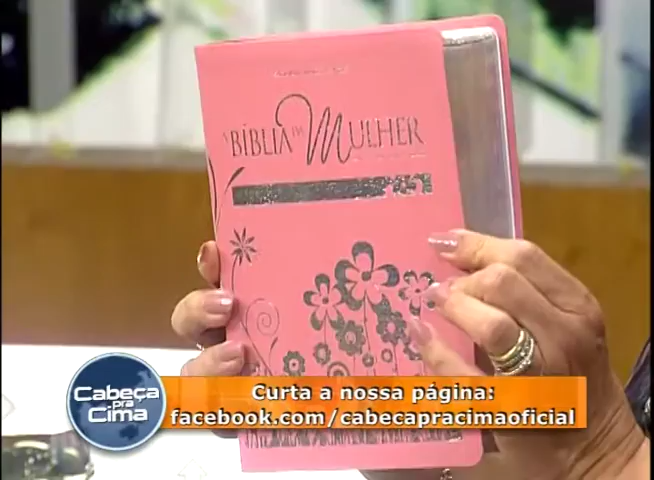 A BÍBLIA DA MULHER
Cabeça
pra
Cima
Curta a nossa página:
facebook.com/cabecapracimaoficial